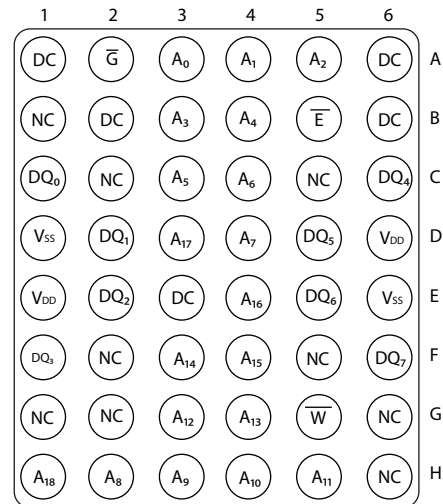 1 2 3 4 5 6
DC G̅ A₀ A₁ A₂ DC A
NC DC A₃ A₄ E̅ DC B
DQ₀ NC A₅ A₆ NC DQ₄ C
VSS DQ₁ A₁₇ A₇ DQ₅ VDD D
VDD DQ₂ DC A₁₆ DQ₆ VSS E
DQ₃ NC A₁₄ A₁₅ NC DQ₇ F
NC NC A₁₂ A₁₃ W̅ NC G
A₁₈ A₈ A₉ A₁₀ A₁₁ NC H